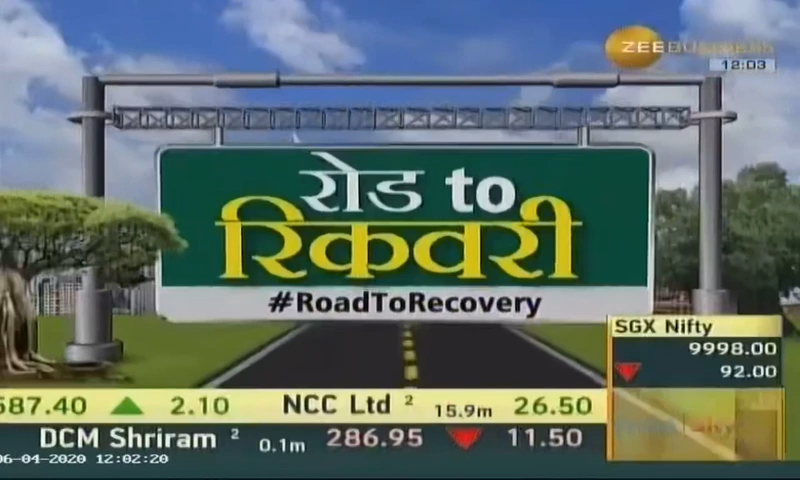 ZEE BUSINESS
12:03
रोड to
रिकवरी
#RoadToRecovery
SGX Nifty
9998.00
92.00
587.40 2.10 NCC Ltd 2 15.9m 26.50
DCM Shriram 2 0.1m 286.95 11.50
06-04-2020 12:02:20